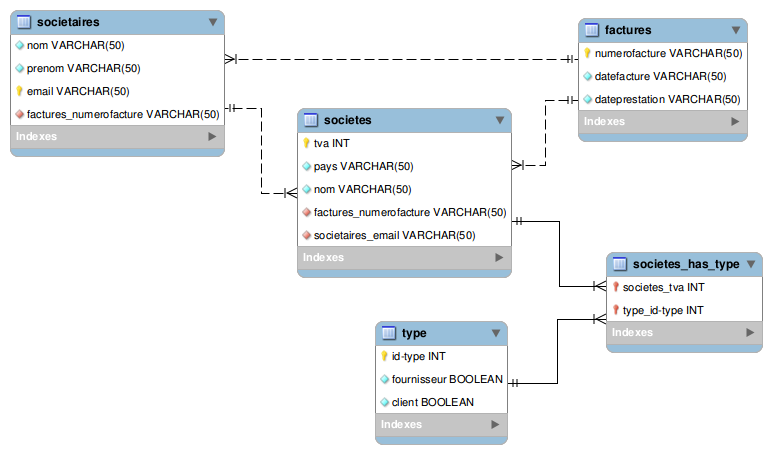 societaires
nom VARCHAR(50)
prenom VARCHAR(50)
email VARCHAR(50)
factures_numerofacture VARCHAR(50)
Indexes
factures
numerofacture VARCHAR(50)
datefacture VARCHAR(50)
dateprestation VARCHAR(50)
Indexes
societes
tva INT
pays VARCHAR(50)
nom VARCHAR(50)
factures_numerofacture VARCHAR(50)
societaires_email VARCHAR(50)
Indexes
societes_has_type
societes_tva INT
type_id-type INT
Indexes
type
id-type INT
fournisseur BOOLEAN
client BOOLEAN
Indexes